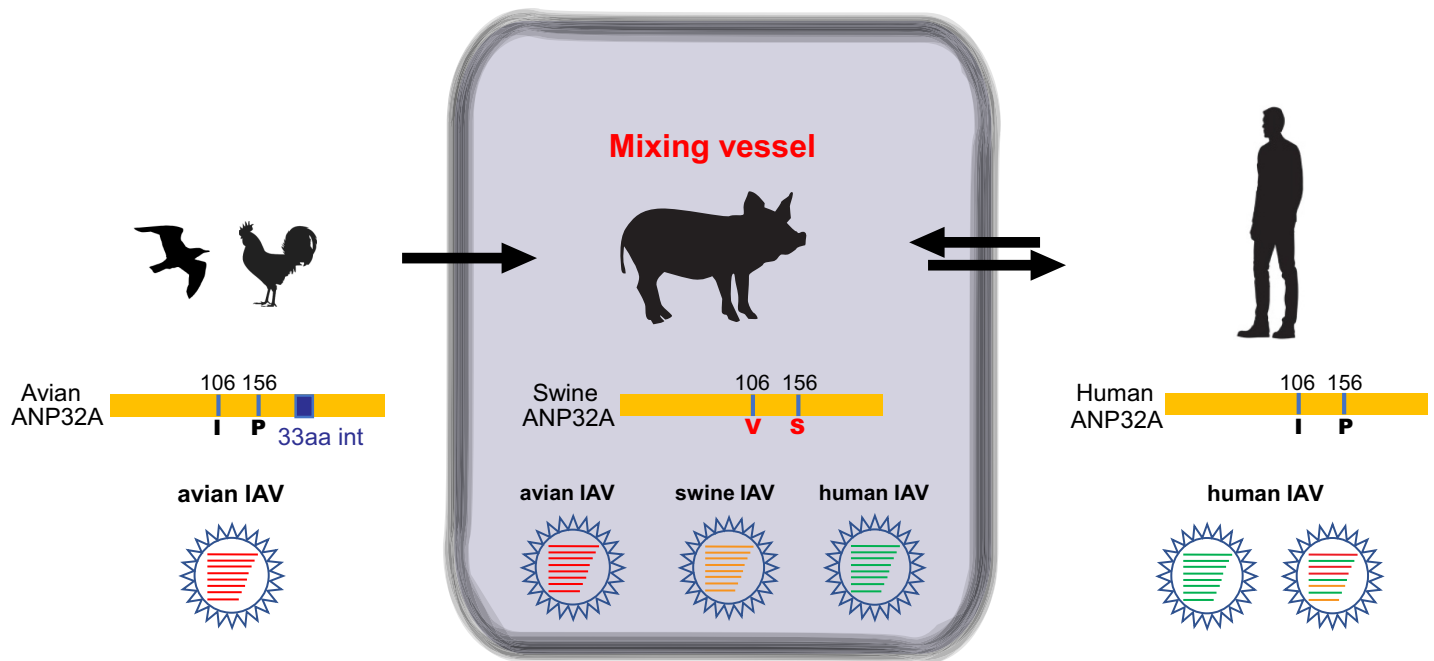 Mixing vessel
Avian
ANP32A
106 156
I P
33aa int
Swine
ANP32A
106 156
V S
Human
ANP32A
106 156
I P
avian IAV
avian IAV
swine IAV
human IAV
human IAV